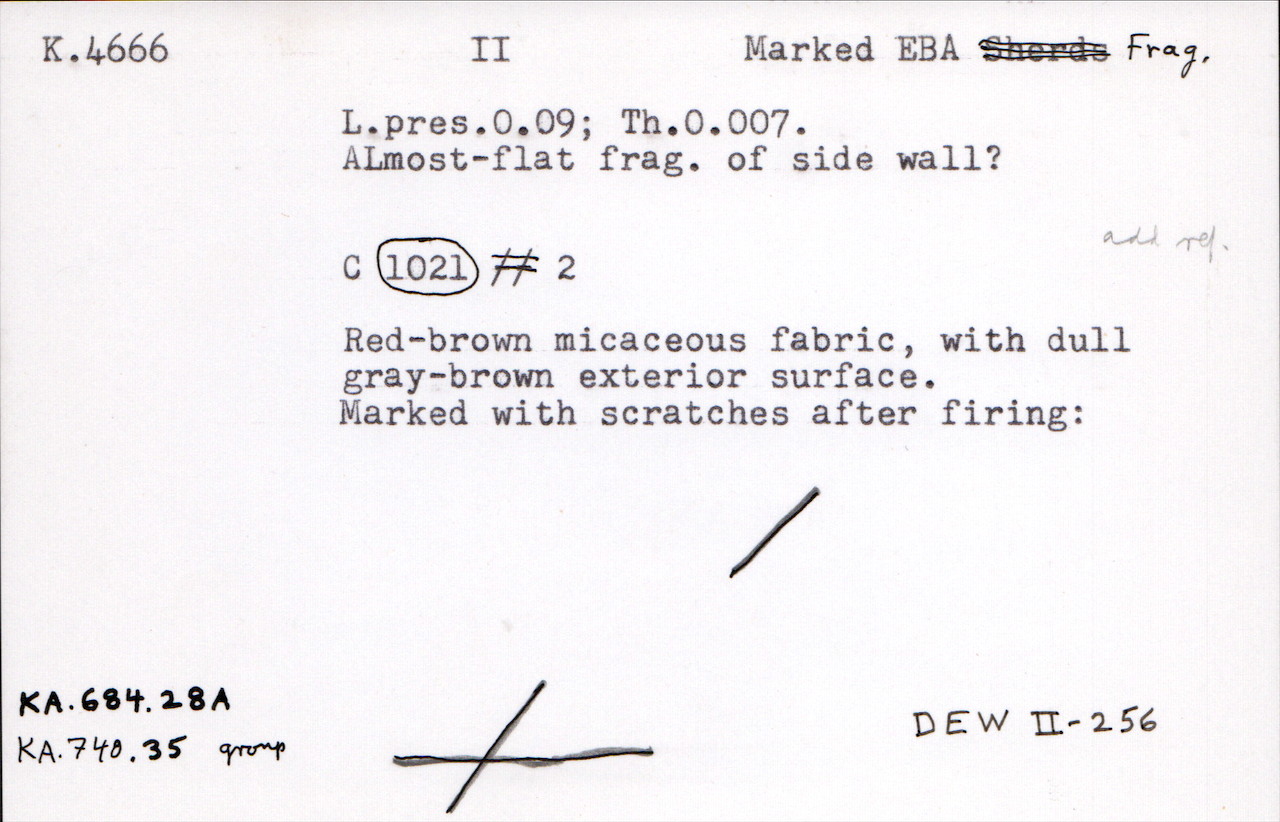 K.4666 II Marked EBA Sherds Frag.
L.pres.0.09; Th.0.007.
ALmost-flat frag. of side wall?
add ref.
C 1021 # 2
Red-brown micaceous fabric, with dull
gray-brown exterior surface.
Marked with scratches after firing:
KA.684.28A
KA.740.35 group
DEW II-256